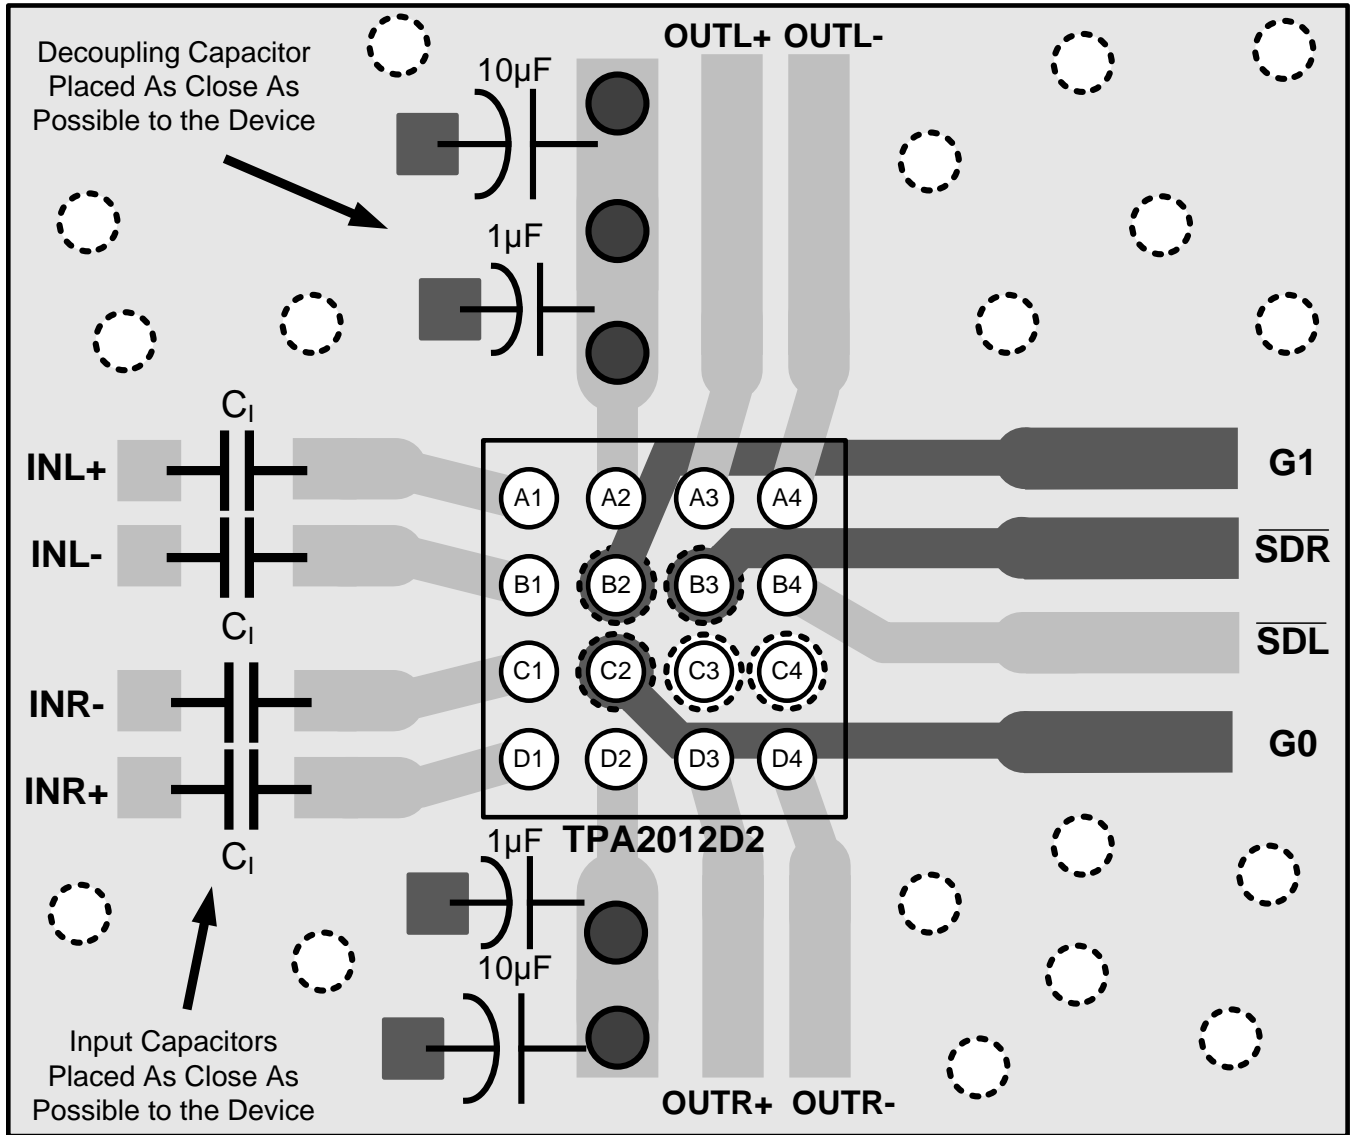 Decoupling Capacitor
Placed As Close As
Possible to the Device
10µF
OUTL+ OUTL-
1µF
C_I
INL+
INL-
C_I
INR-
INR+
C_I
A1 A2 A3 A4
B1 B2 B3 B4
C1 C2 C3 C4
D1 D2 D3 D4
G1
SDR
SDL
G0
TPA2012D2
1µF
10µF
Input Capacitors
Placed As Close As
Possible to the Device
OUTR+ OUTR-